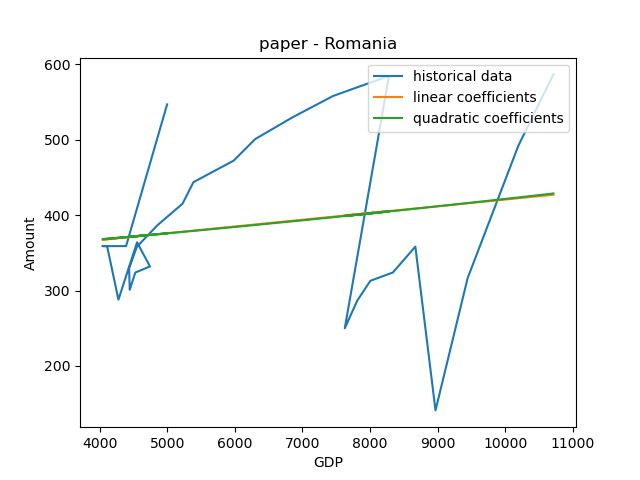 paper - Romania
historical data
linear coefficients
quadratic coefficients
600
500
400
300
200
Amount
4000 5000 6000 7000 8000 9000 10000 11000
GDP